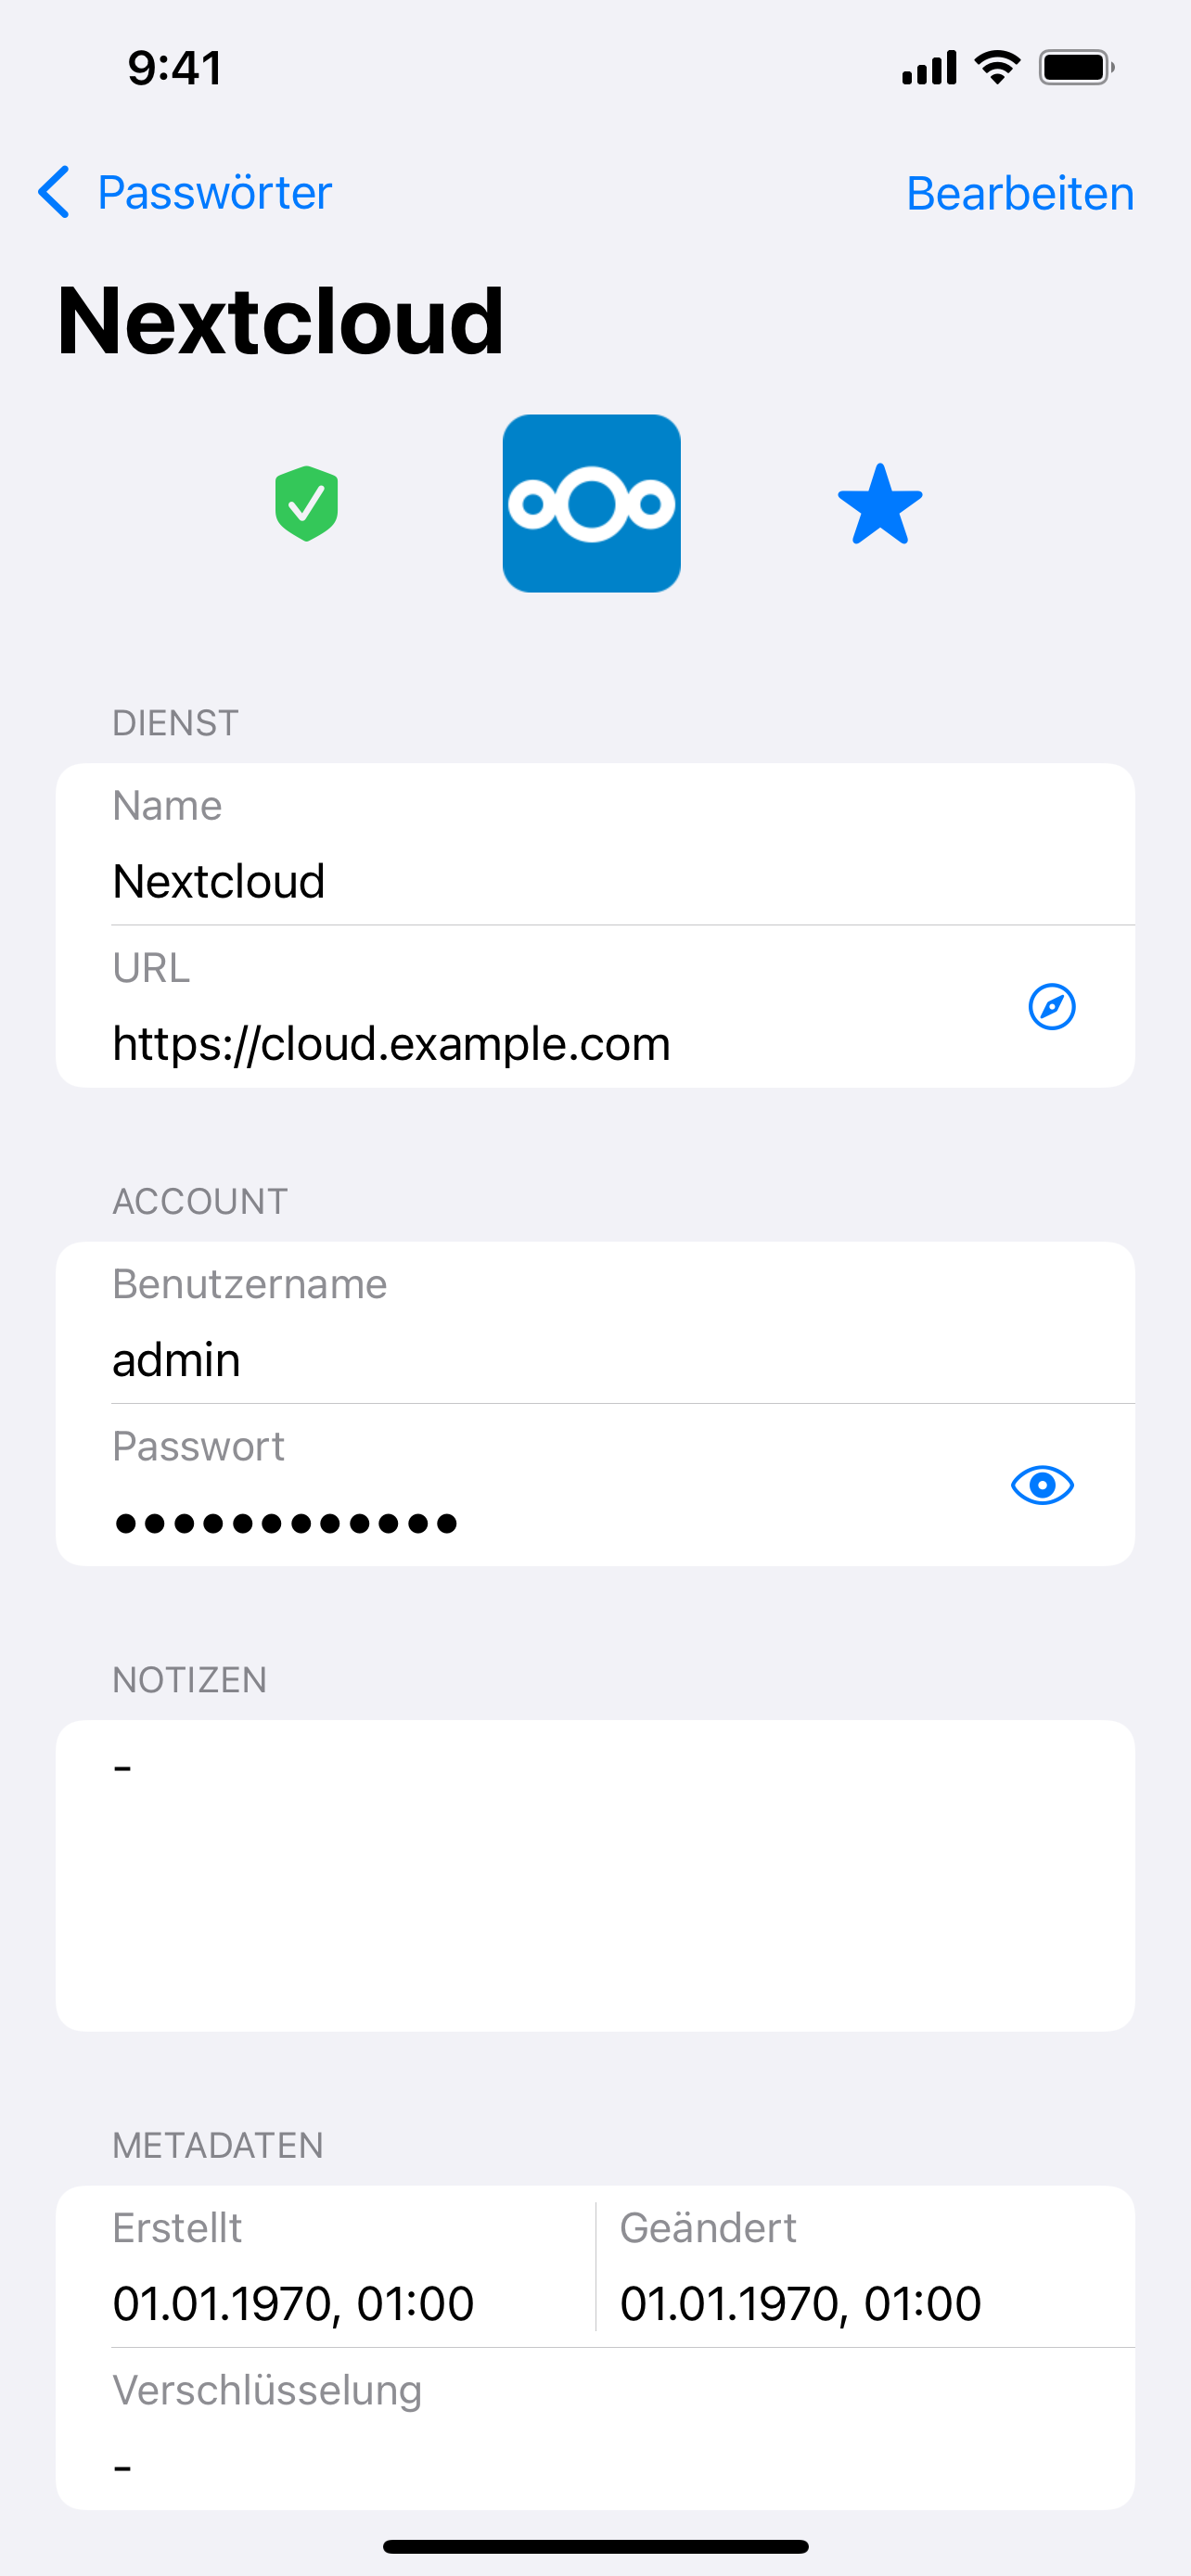 9:41
Passwörter
Bearbeiten
Nextcloud
DIENST
Name
Nextcloud
URL
https://cloud.example.com
ACCOUNT
Benutzername
admin
Passwort
••••••••••••
NOTIZEN
-
METADATEN
Erstellt
01.01.1970, 01:00
Geändert
01.01.1970, 01:00
Verschlüsselung
-